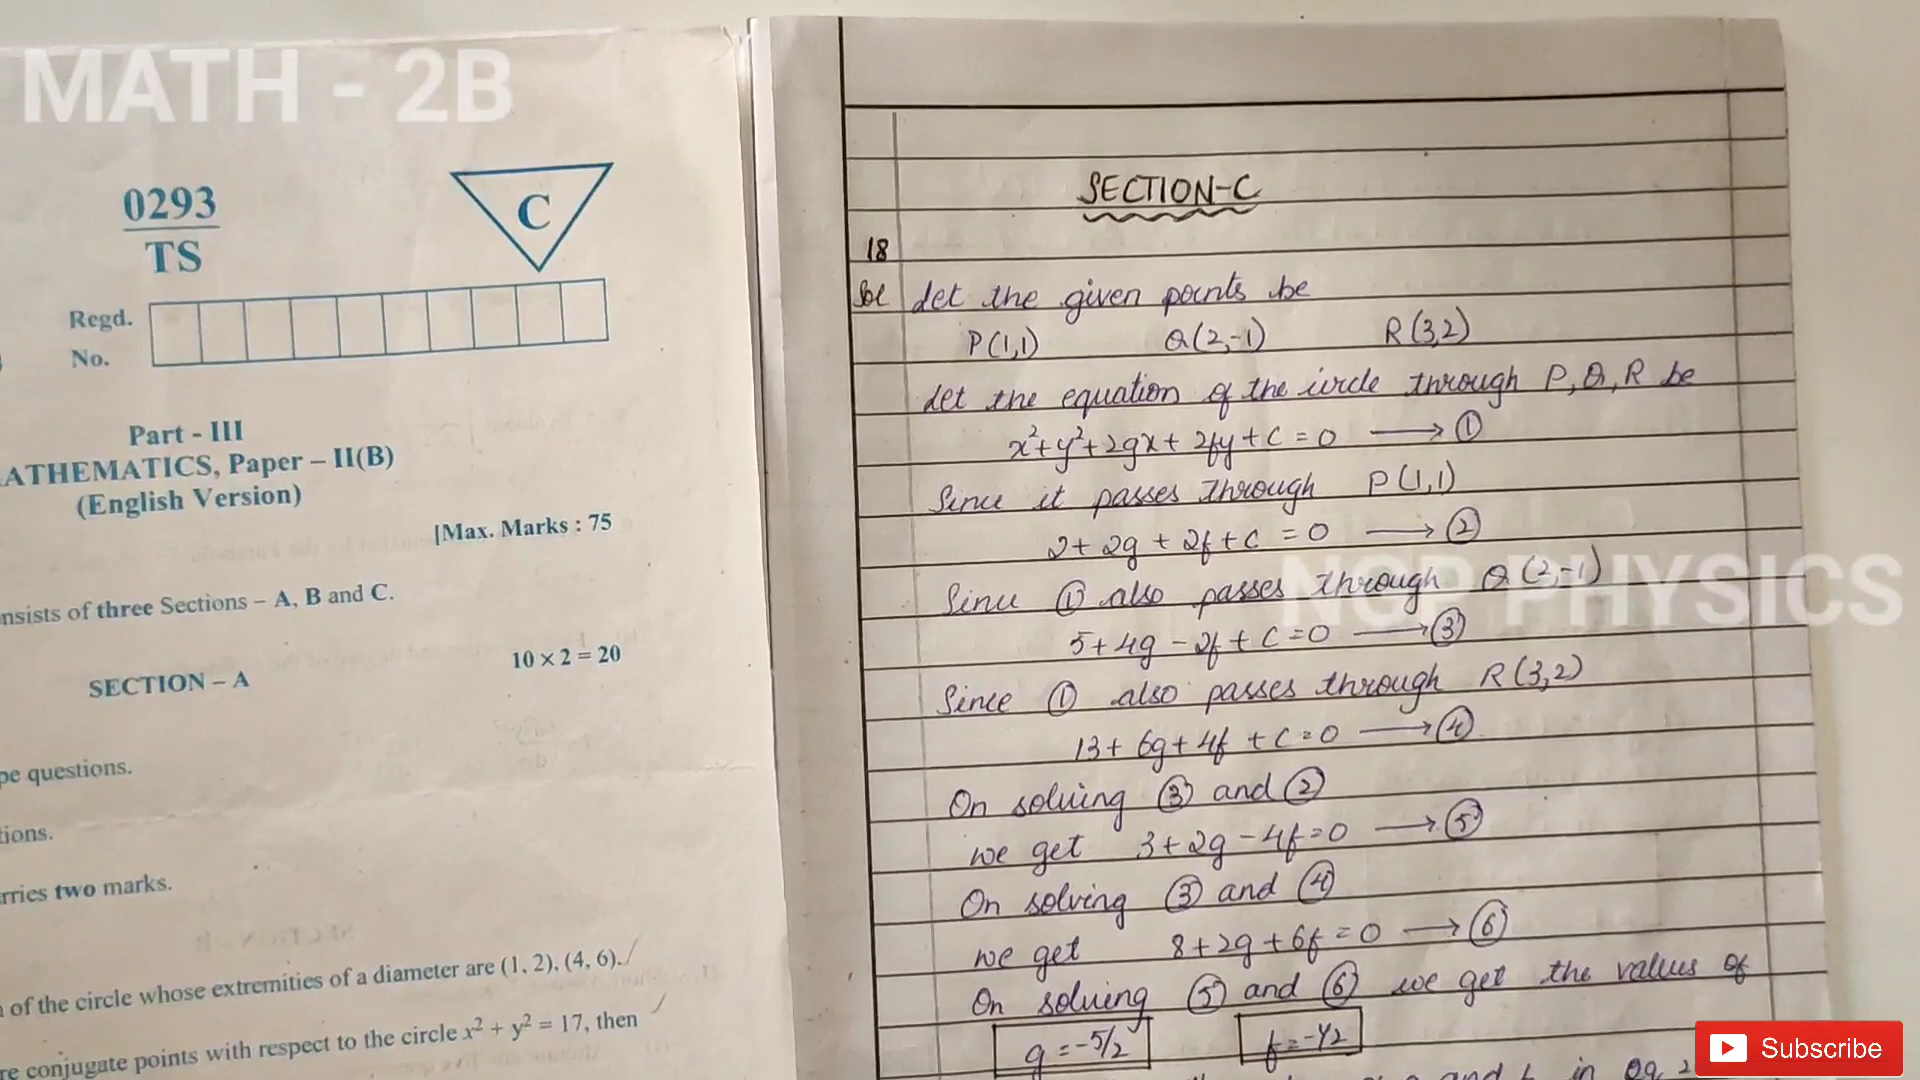 MATH - 2B
0293
TS
C
Regd.
No.
Part - III
ATHEMATICS, Paper – II(B)
(English Version)
[Max. Marks : 75
nsists of three Sections – A, B and C.
SECTION – A
10 × 2 = 20
pe questions.
tions.
rries two marks.
of the circle whose extremities of a diameter are (1, 2), (4, 6).
re conjugate points with respect to the circle x² + y² = 17, then
SECTION-C
18
Sol Let the given points be
P(1,1) Q(2,-1) R(3,2)
Let the equation of the circle through P, Q, R be
x²+y²+2gx+2fy+c=0 → ①
Since it passes through P(1,1)
2+2g+2f+c=0 → ②
Since ① also passes through Q(2,-1)
5+4g-2f+c=0 → ③
Since ① also passes through R(3,2)
13+6g+4f+c=0 → ④
On solving ③ and ②
we get 3+2g-4f=0 → ⑤
On solving ③ and ④
we get 8+2g+6f=0 → ⑥
On solving ⑤ and ⑥ we get the values of
g=-5/2 f=-1/2
in eq 2
NGP PHYSICS
Subscribe